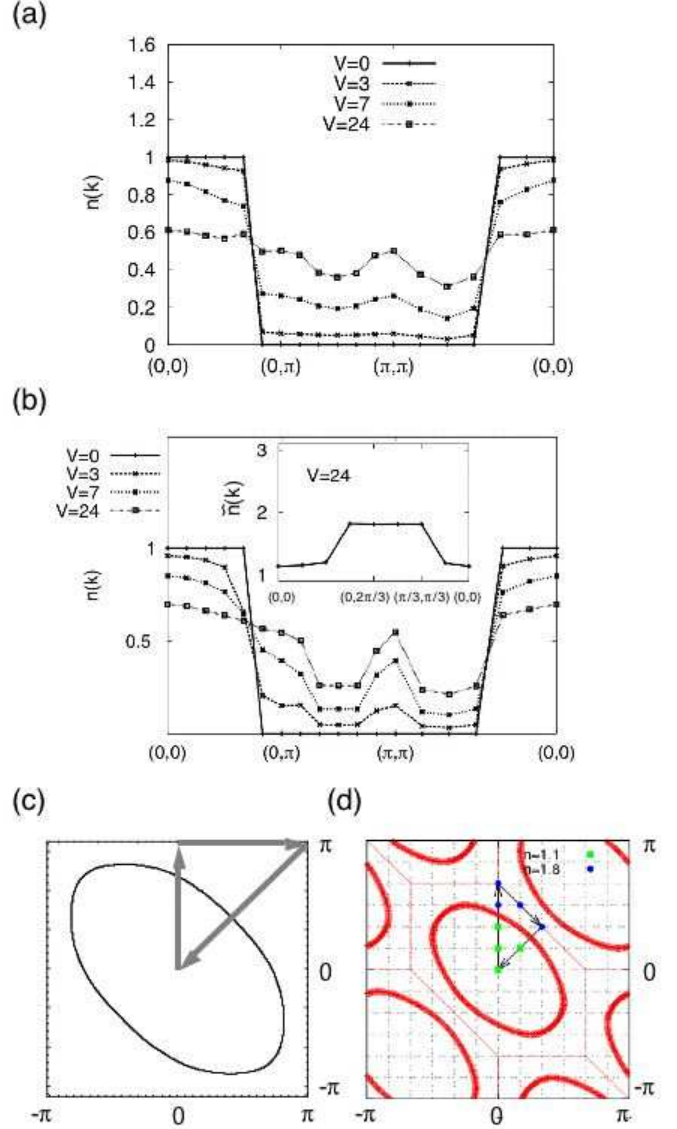 (a)
1.6
1.4
1.2
1
0.8
0.6
0.4
0.2
0
n(k)
V=0
V=3
V=7
V=24
(0,0)
(0,π)
(π,π)
(0,0)
(b)
V=0
V=3
V=7
V=24
1
0.5
n(k)
3
2
1
ñ(k)
V=24
(0,0)
(0,2π/3)
(π/3,π/3)
(0,0)
(0,0)
(0,π)
(π,π)
(0,0)
(c)
π
0
-π
-π
0
π
(d)
n=1.1
n=1.8
π
0
-π
-π
0
π